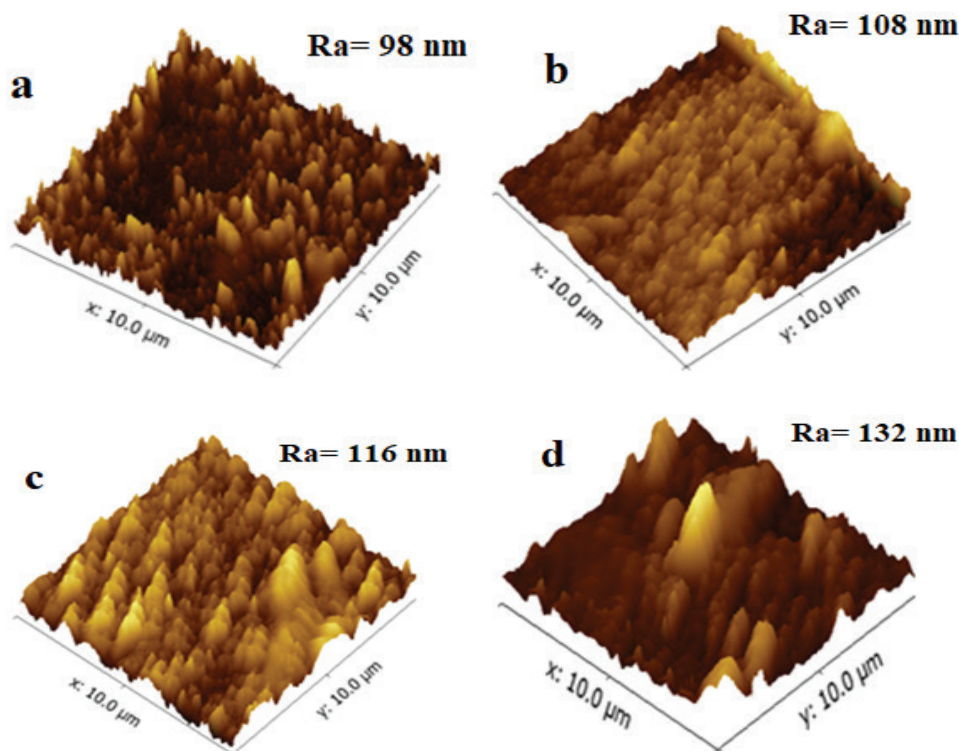 a
Ra= 98 nm
x: 10.0 µm
y: 10.0 µm
b
Ra= 108 nm
x: 10.0 µm
y: 10.0 µm
c
Ra= 116 nm
x: 10.0 µm
y: 10.0 µm
d
Ra= 132 nm
x: 10.0 µm
y: 10.0 µm